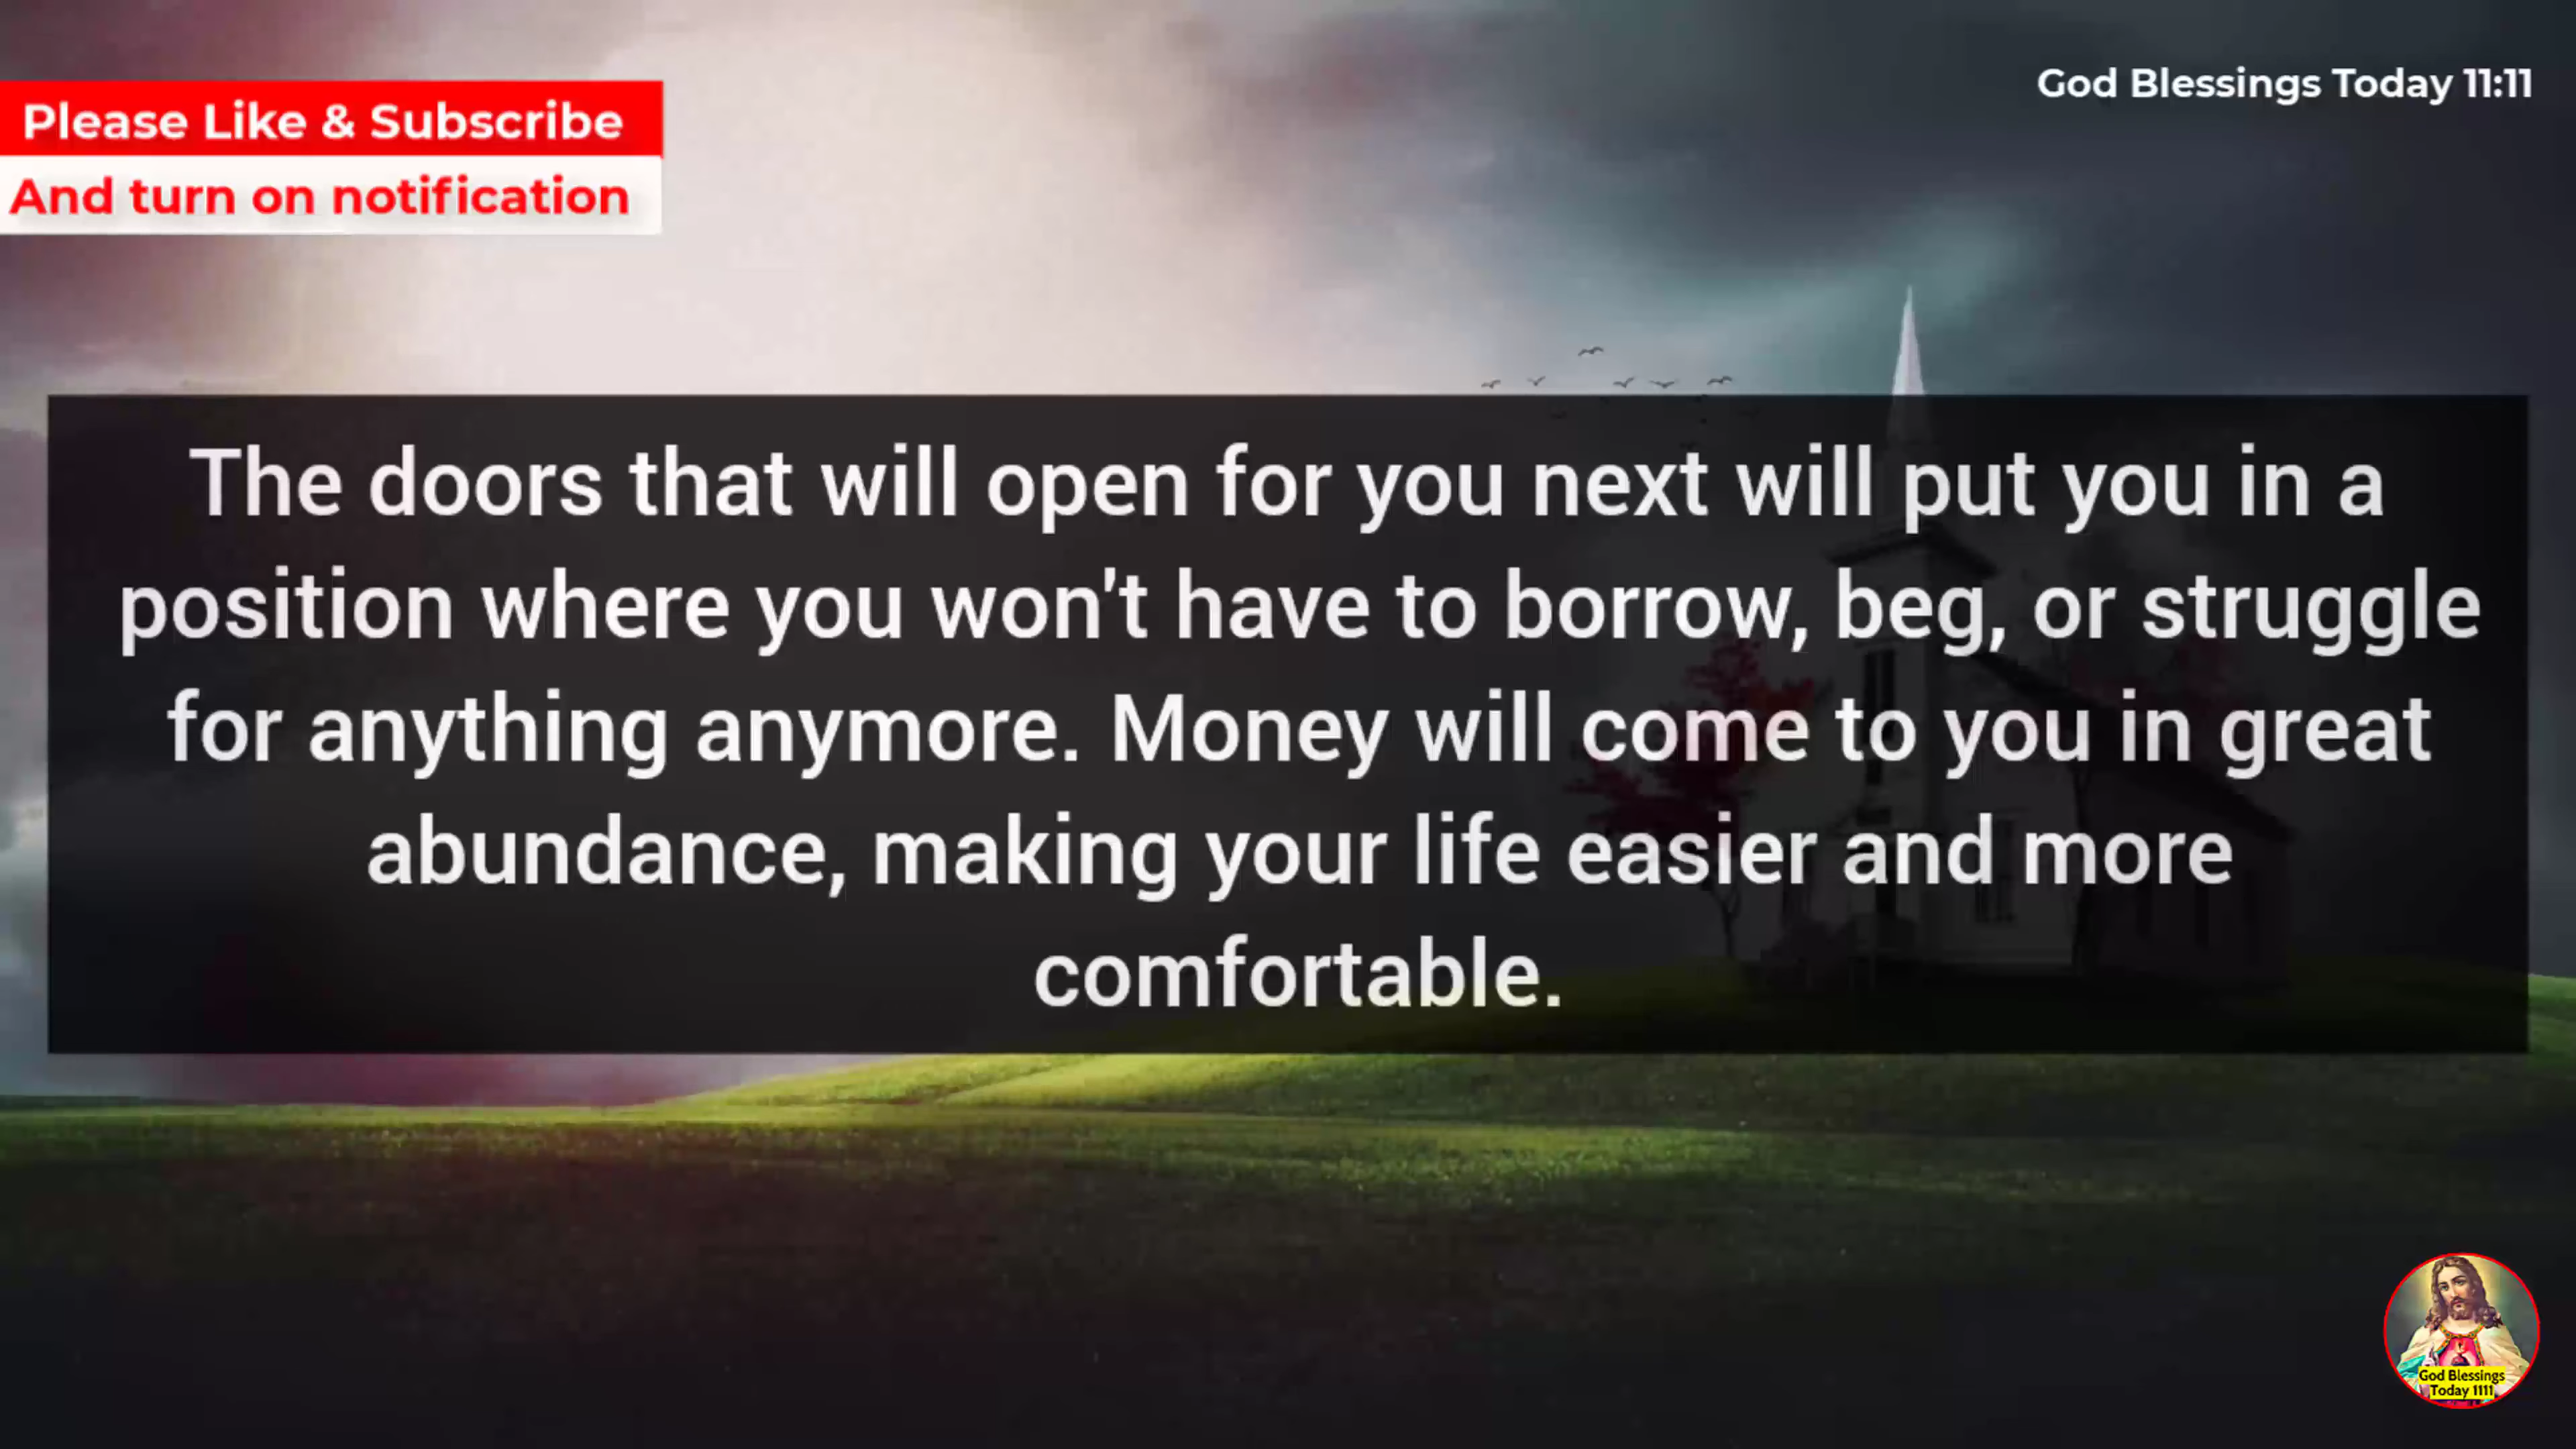 Please Like & Subscribe
And turn on notification
God Blessings Today 11:11
The doors that will open for you next will put you in a
position where you won't have to borrow, beg, or struggle
for anything anymore. Money will come to you in great
abundance, making your life easier and more
comfortable.
God Blessings
Today 1111